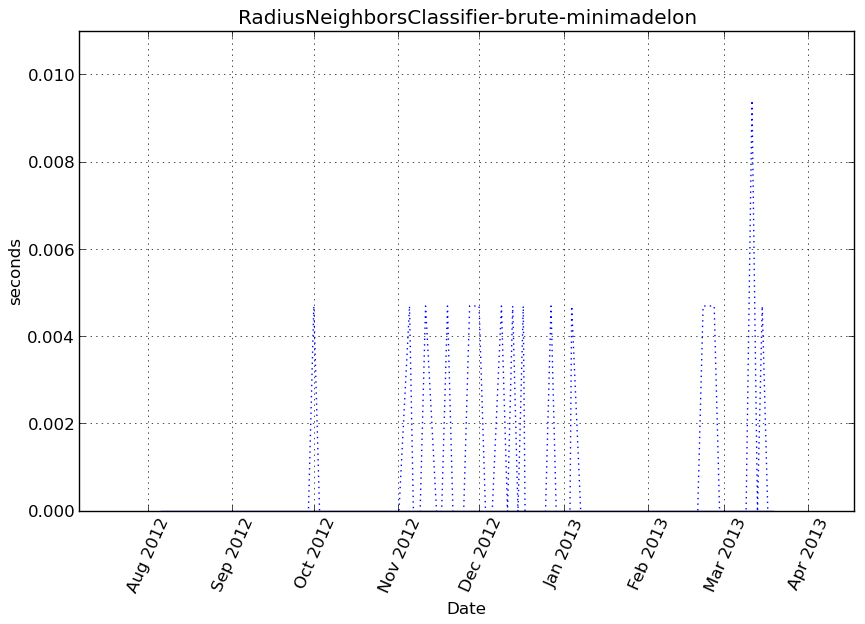 RadiusNeighborsClassifier-brute-minimadelon
0.010
0.008
0.006
0.004
0.002
0.000
seconds
Aug 2012
Sep 2012
Oct 2012
Nov 2012
Dec 2012
Jan 2013
Feb 2013
Mar 2013
Apr 2013
Date